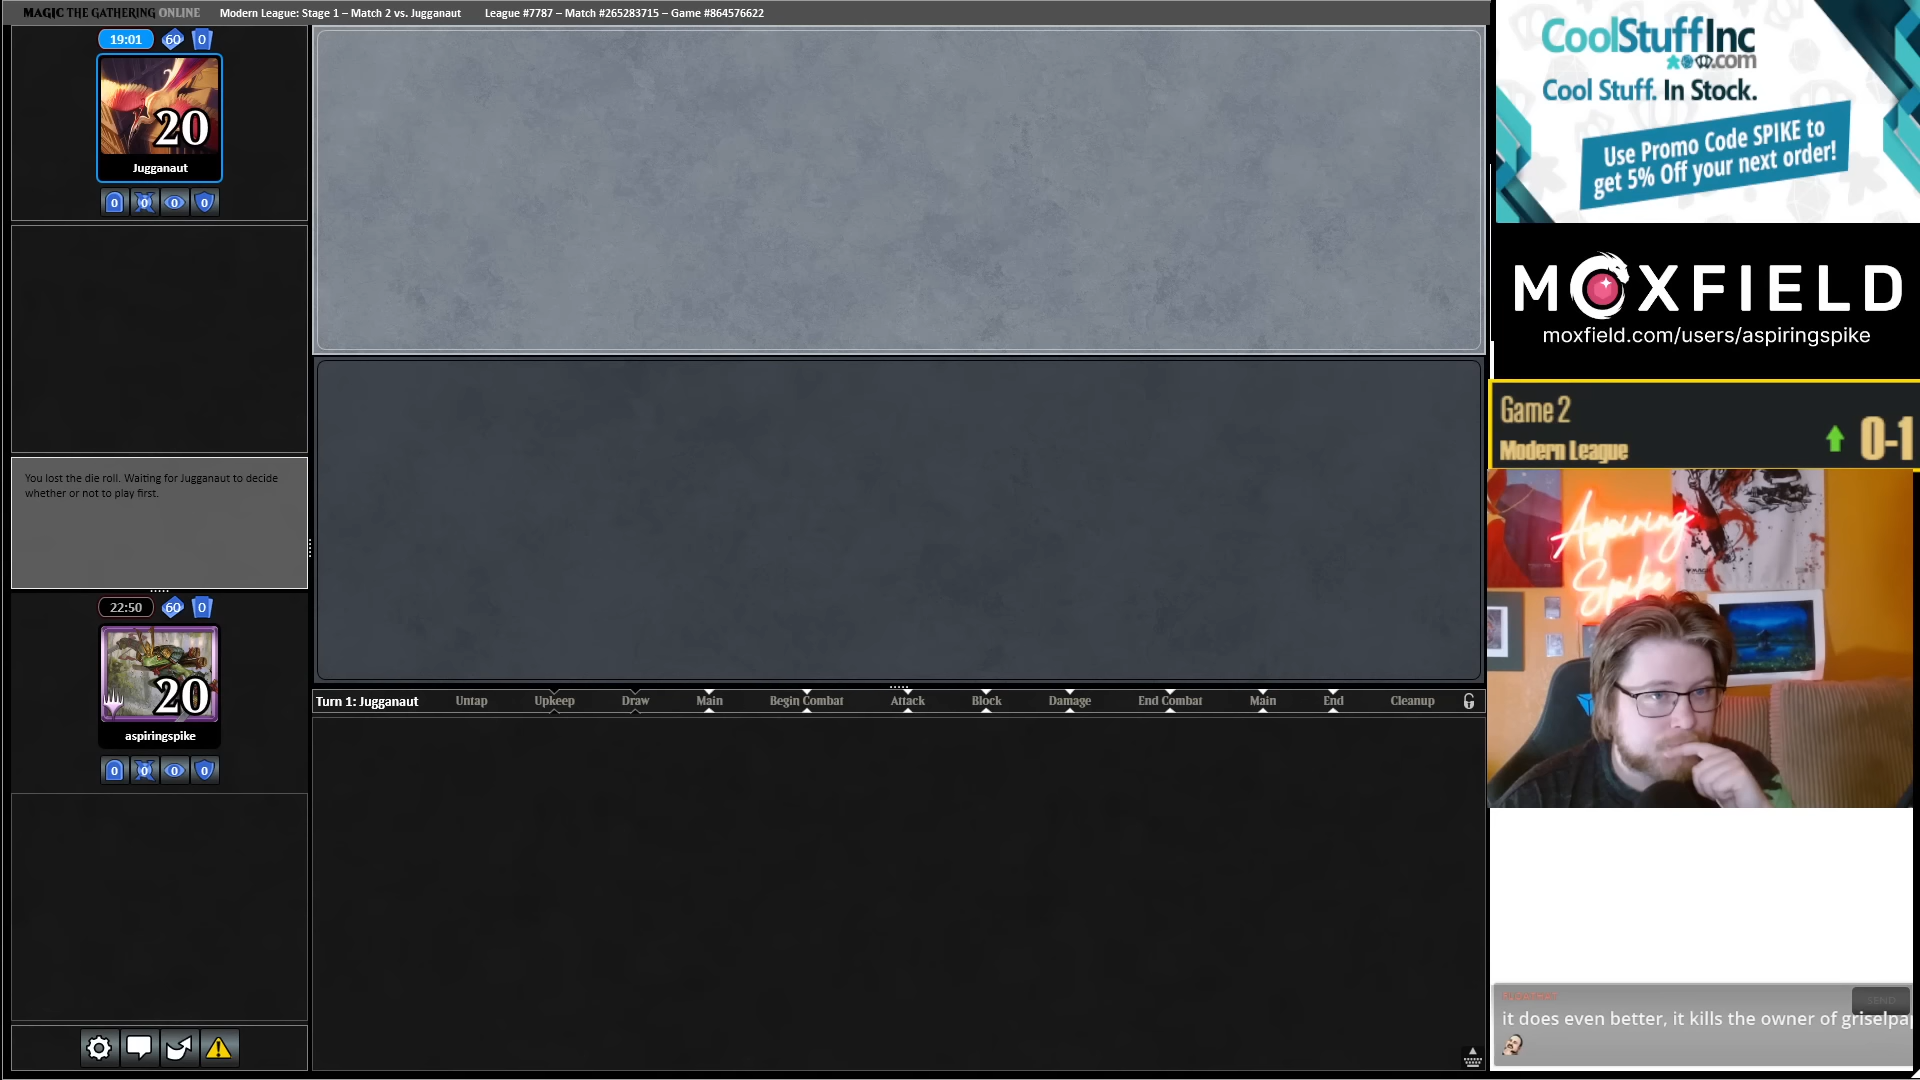 MAGIC THE GATHERING ONLINE Modern League: Stage 1 – Match 2 vs. Jugganaut League #7787 – Match #265283715 – Game #864576622
19:01 60 0
20
Jugganaut
0 0 0 0
You lost the die roll. Waiting for Jugganaut to decide
whether or not to play first.
22:50 60 0
20
aspiringspike
0 0 0 0
Turn 1: Jugganaut Untap Upkeep Draw Main Begin Combat Attack Block Damage End Combat Main End Cleanup
CoolStuffInc
.com
Cool Stuff. In Stock.
Use Promo Code SPIKE to
get 5% Off your next order!
MOXFIELD
moxfield.com/users/aspiringspike
Game 2
Modern League
0-1
Aspiring
Spike
SEND
it does even better, it kills the owner of griselpa